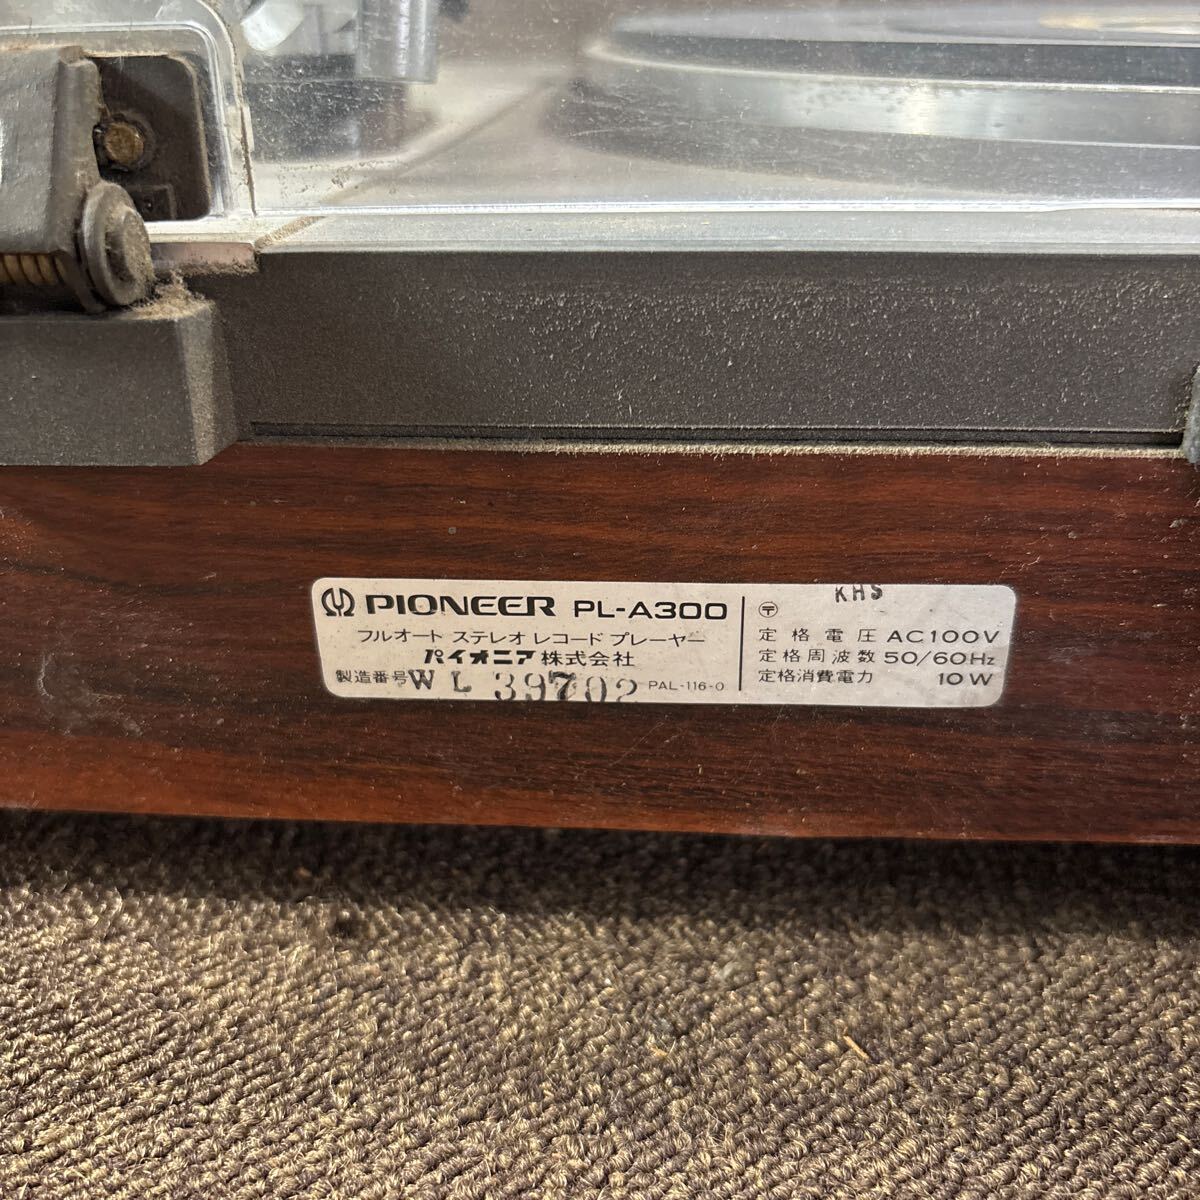 PIONEER PL-A300
フルオート ステレオ レコード プレーヤー
パイオニア株式会社
製造番号 WL 39702 PAL-116-0
〒 KHS
定格電圧 AC100V
定格周波数 50/60Hz
定格消費電力 10W